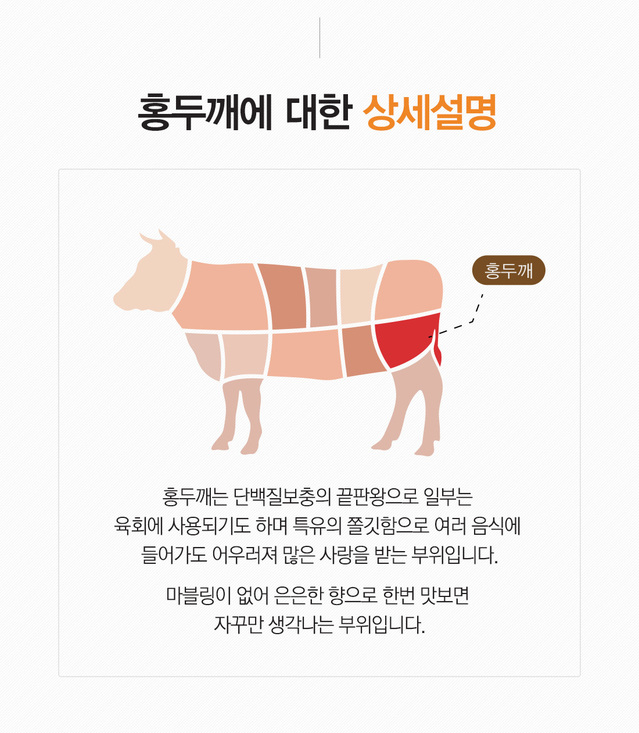 홍두깨에 대한 상세설명
홍두깨
홍두깨는 단백질보충의 끝판왕으로 일부는
육회에 사용되기도 하며 특유의 쫄깃함으로 여러 음식에
들어가도 어우러져 많은 사랑을 받는 부위입니다.
마블링이 없어 은은한 향으로 한번 맛보면
자꾸만 생각나는 부위입니다.